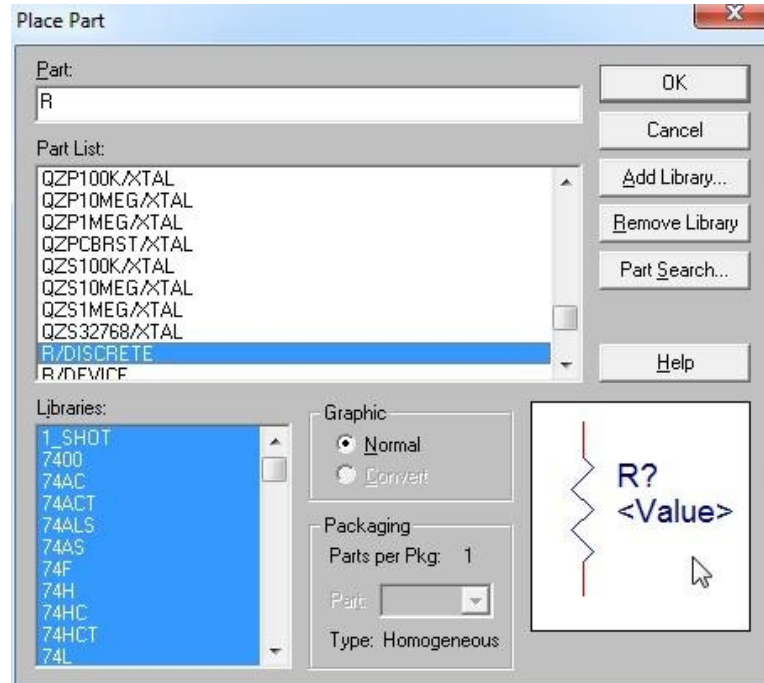 Place Part
Part:
R
OK
Cancel
Part List:
QZP100K/XTAL
QZP10MEG/XTAL
QZP1MEG/XTAL
QZPCBRST/XTAL
QZS100K/XTAL
QZS10MEG/XTAL
QZS1MEG/XTAL
QZS32768/XTAL
R/DISCRETE
R/DEVICE
Add Library...
Remove Library
Part Search...
Help
Libraries:
1_SHOT
7400
74AC
74ACT
74ALS
74AS
74F
74H
74HC
74HCT
74L
Graphic
Normal
Convert
Packaging
Parts per Pkg: 1
Part:
Type: Homogeneous
R?
<Value>